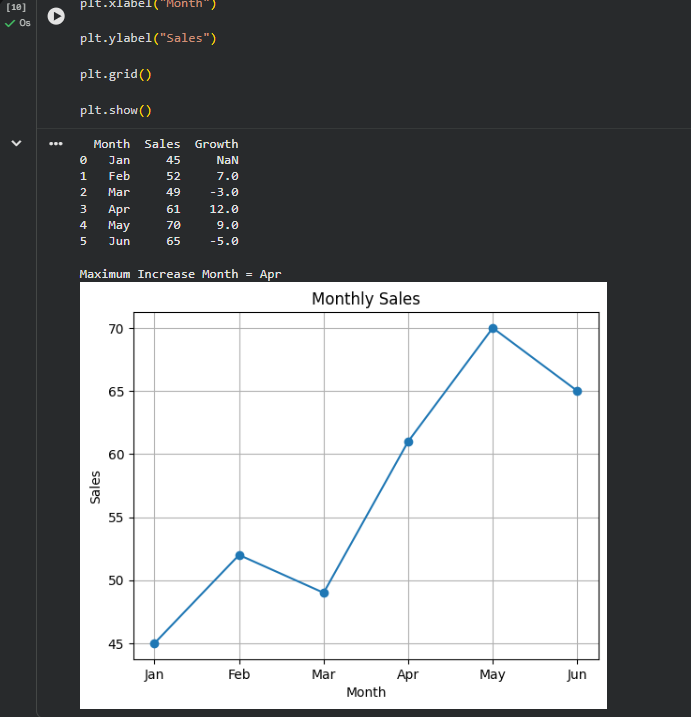 [10]
0s
plt.xlabel("Month")
plt.ylabel("Sales")
plt.grid()
plt.show()
Month Sales Growth
0 Jan 45 NaN
1 Feb 52 7.0
2 Mar 49 -3.0
3 Apr 61 12.0
4 May 70 9.0
5 Jun 65 -5.0
Maximum Increase Month = Apr
Monthly Sales
70
65
60
55
50
45
Sales
Jan Feb Mar Apr May Jun
Month